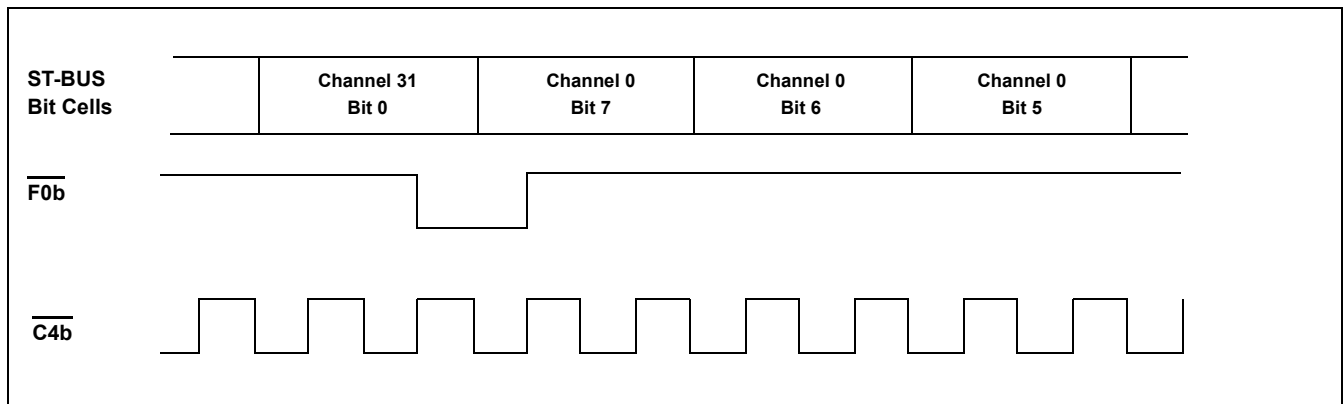 ST-BUS
Bit Cells
Channel 31
Bit 0
Channel 0
Bit 7
Channel 0
Bit 6
Channel 0
Bit 5
F0b
C4b